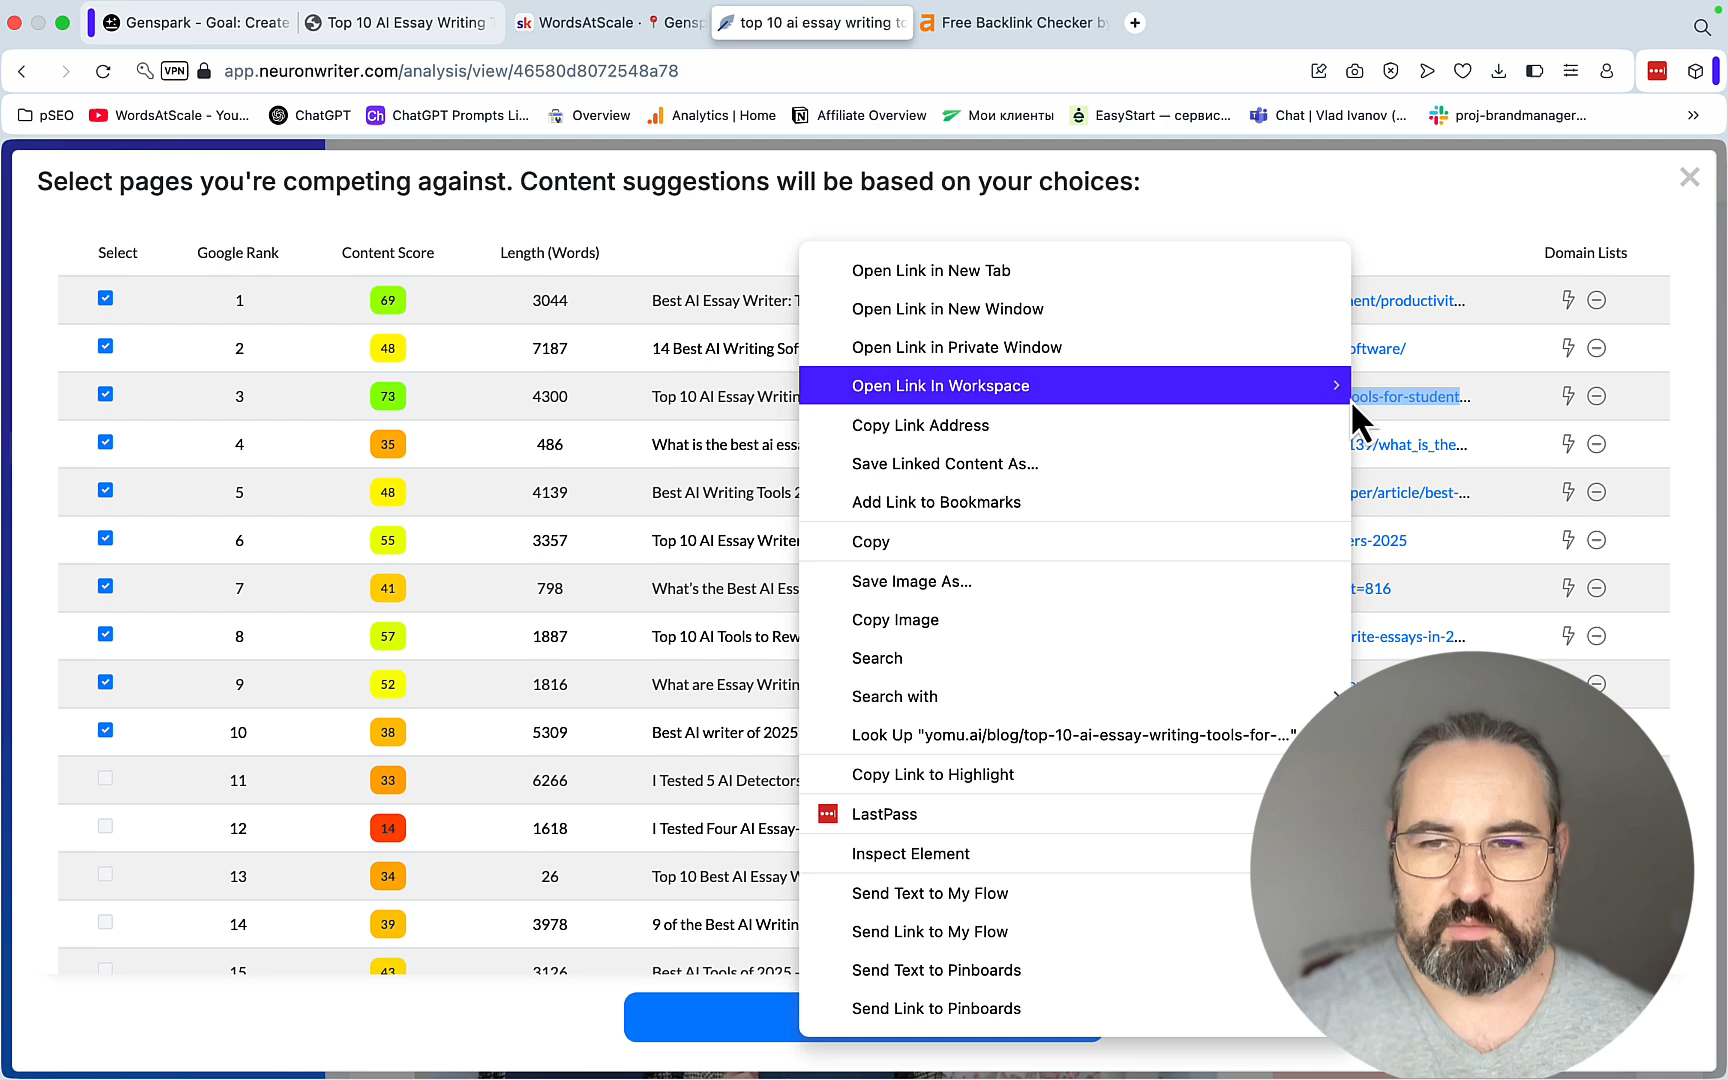 Genspark - Goal: Create
Top 10 AI Essay Writing
sk WordsAtScale · 📍 Gensp
top 10 ai essay writing to
Free Backlink Checker by
VPN
app.neuronwriter.com/analysis/view/46580d8072548a78
pSEO
WordsAtScale - You...
ChatGPT
Ch ChatGPT Prompts Li...
Overview
Analytics | Home
Affiliate Overview
Мои клиенты
EasyStart — сервис...
Chat | Vlad Ivanov (...
proj-brandmanager...
Select pages you're competing against. Content suggestions will be based on your choices:
Select Google Rank Content Score Length (Words) Domain Lists
1 69 3044 Best AI Essay Writer: ent/productivit...
2 48 7187 14 Best AI Writing Sof oftware/
3 73 4300 Top 10 AI Essay Writin ools-for-student...
4 35 486 What is the best ai ess /what_is_the...
5 48 4139 Best AI Writing Tools 2 per/article/best-...
6 55 3357 Top 10 AI Essay Writer ers-2025
7 41 798 What's the Best AI Ess t=816
8 57 1887 Top 10 AI Tools to Rew rite-essays-in-2...
9 52 1816 What are Essay Writin
10 38 5309 Best AI writer of 2025
11 33 6266 I Tested 5 AI Detectors
12 14 1618 I Tested Four AI Essay-
13 34 26 Top 10 Best AI Essay W
14 39 3978 9 of the Best AI Writin
15 43 3126 Best AI Tools of 2025 -
Open Link in New Tab
Open Link in New Window
Open Link in Private Window
Open Link In Workspace
Copy Link Address
Save Linked Content As...
Add Link to Bookmarks
Copy
Save Image As...
Copy Image
Search
Search with
Look Up "yomu.ai/blog/top-10-ai-essay-writing-tools-for-..."
Copy Link to Highlight
LastPass
Inspect Element
Send Text to My Flow
Send Link to My Flow
Send Text to Pinboards
Send Link to Pinboards